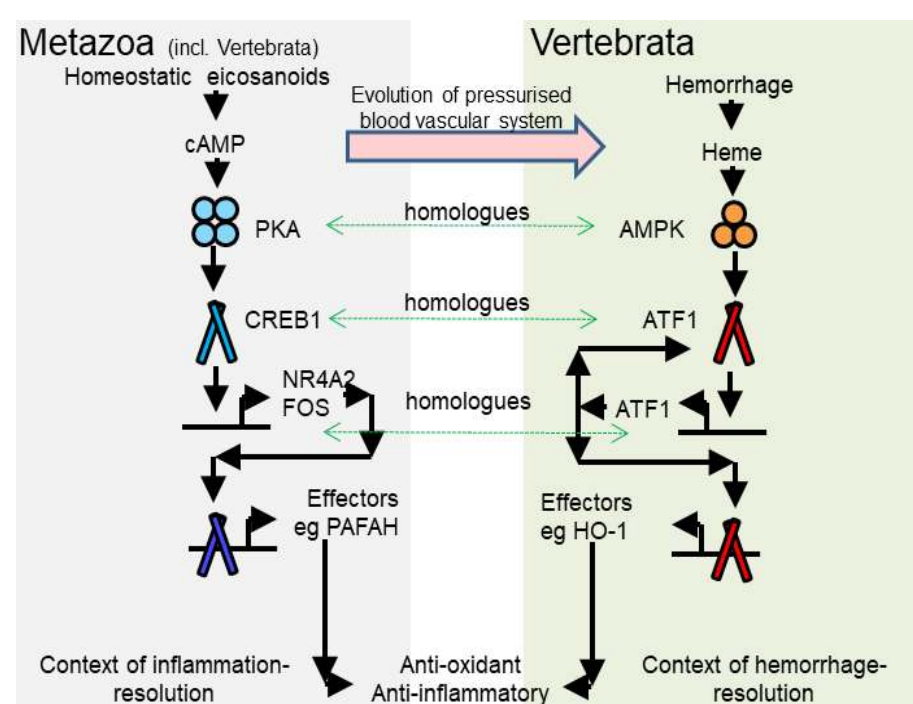 Metazoa (incl. Vertebrata)
Homeostatic eicosanoids
cAMP
PKA
CREB1
NR4A2
FOS
Effectors
eg PAFAH
Context of inflammation-
resolution
Evolution of pressurised
blood vascular system
homologues
homologues
homologues
Anti-oxidant
Anti-inflammatory
Vertebrata
Hemorrhage
Heme
AMPK
ATF1
ATF1
Effectors
eg HO-1
Context of hemorrhage-
resolution